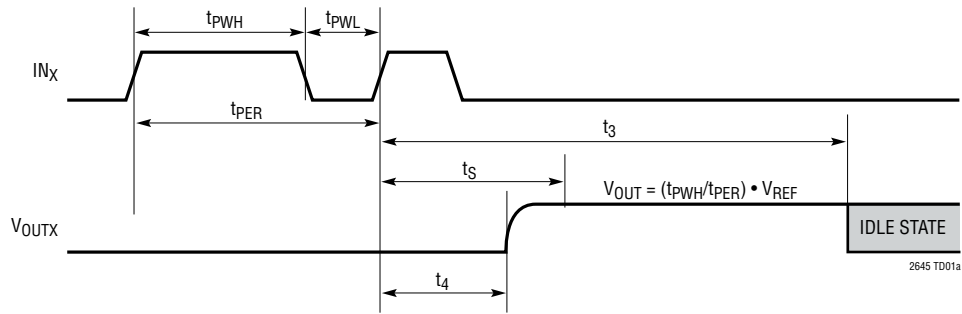 tPWH
tPWL
INX
tPER
t3
tS
VOUT = (tPWH/tPER) • VREF
VOUTX
IDLE STATE
2645 TD01a
t4